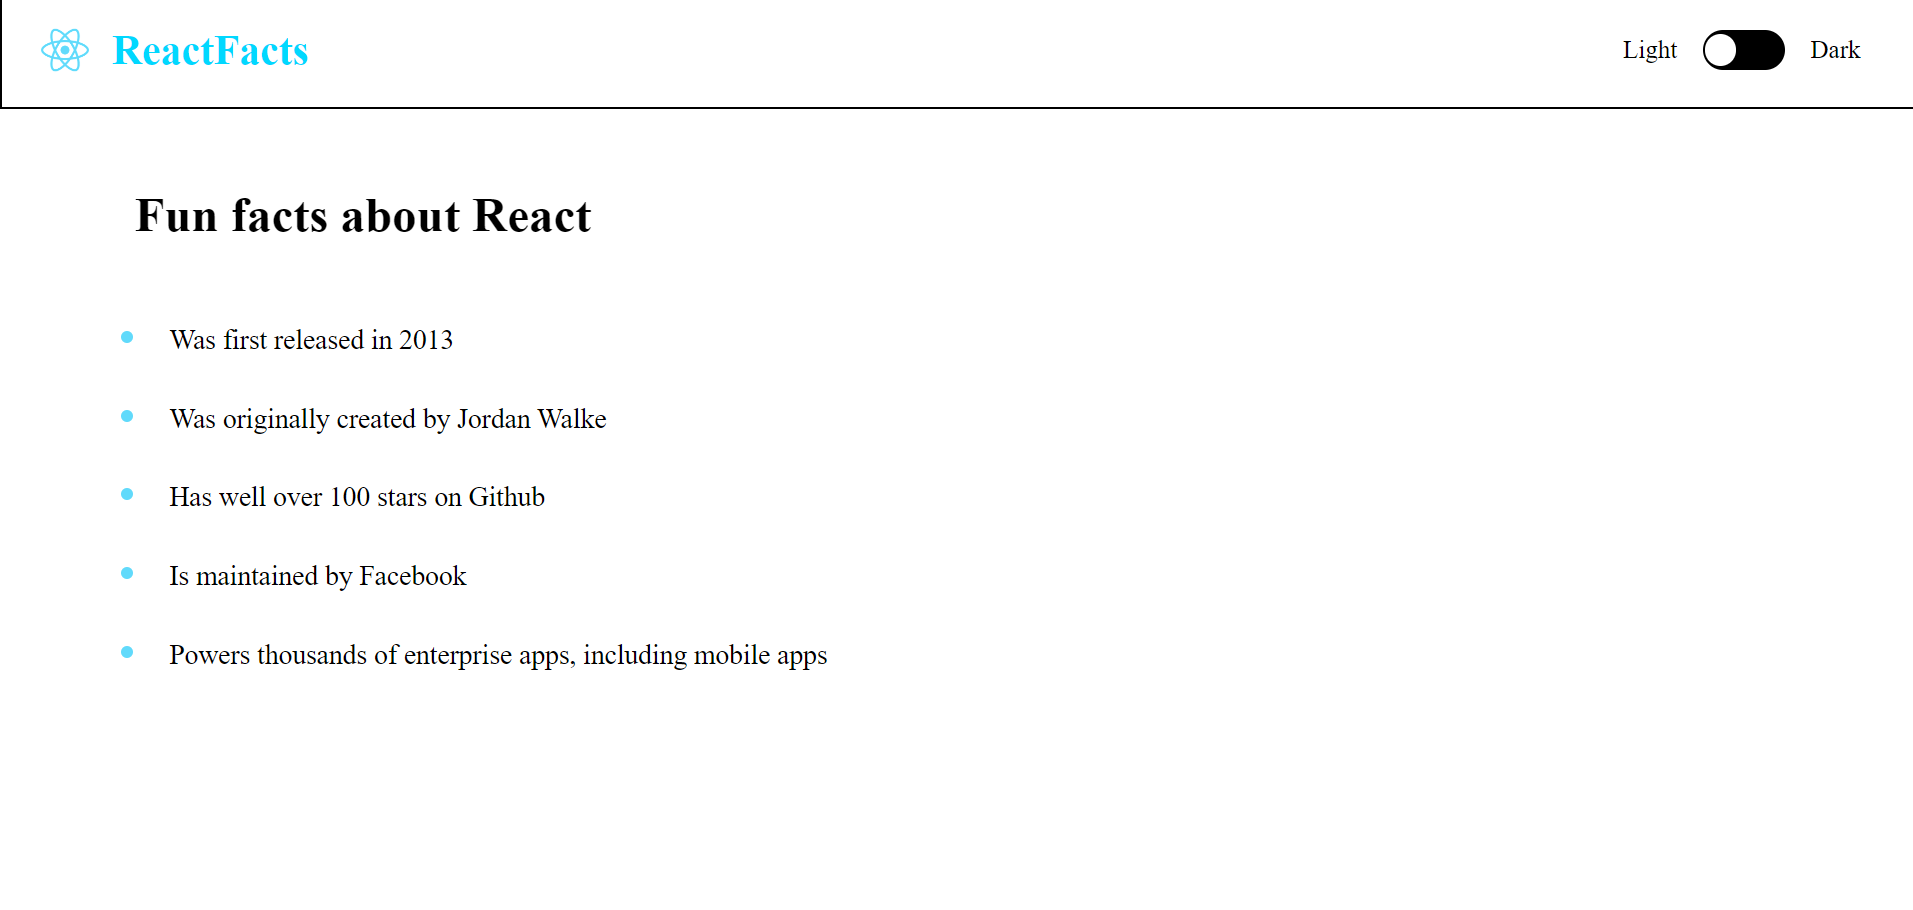 ReactFacts
Light Dark
Fun facts about React
Was first released in 2013
Was originally created by Jordan Walke
Has well over 100 stars on Github
Is maintained by Facebook
Powers thousands of enterprise apps, including mobile apps